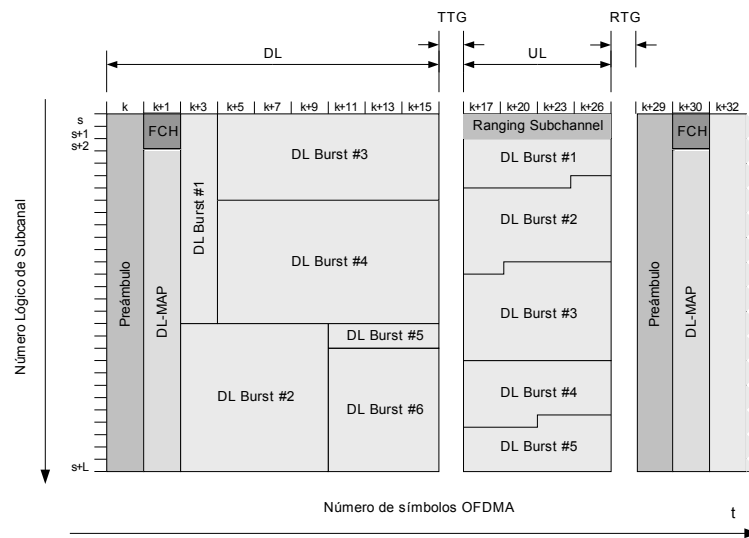 TTG
RTG
DL
UL
k
k+1
k+3
k+5
k+7
k+9
k+11
k+13
k+15
k+17
k+20
k+23
k+26
k+29
k+30
k+32
s
s+1
s+2
s+L
Número Lógico de Subcanal
Preámbulo
FCH
DL-MAP
DL Burst #1
DL Burst #3
DL Burst #4
DL Burst #2
DL Burst #5
DL Burst #6
Ranging Subchannel
DL Burst #1
DL Burst #2
DL Burst #3
DL Burst #4
DL Burst #5
Preámbulo
FCH
DL-MAP
Número de símbolos OFDMA
t